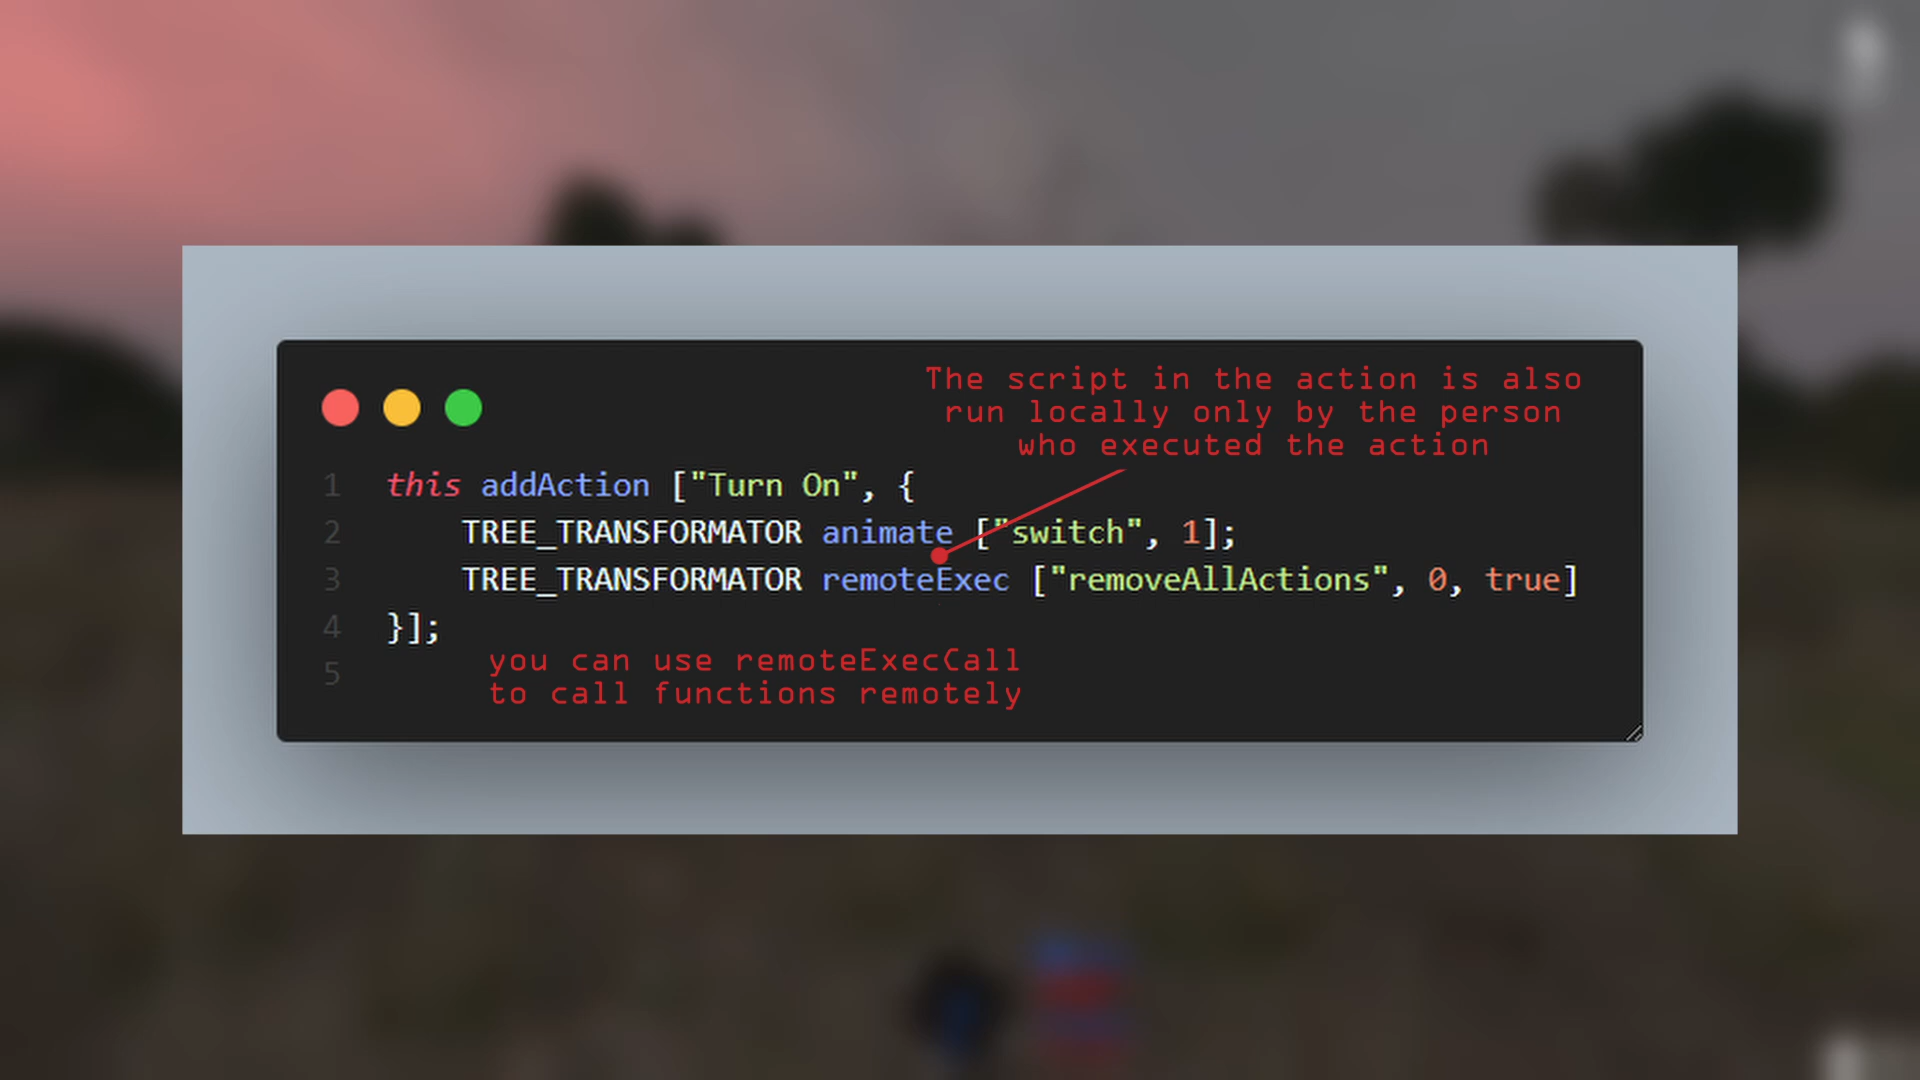 The script in the action is also
run locally only by the person
who executed the action
1 this addAction ["Turn On", {
2 TREE_TRANSFORMATOR animate ["switch", 1];
3 TREE_TRANSFORMATOR remoteExec ["removeAllActions", 0, true]
4 }];
5
you can use remoteExecCall
to call functions remotely